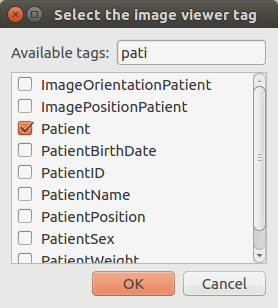 Select the image viewer tag
Available tags: pati
ImageOrientationPatient
ImagePositionPatient
Patient
PatientBirthDate
PatientID
PatientName
PatientPosition
PatientSex
PatientWeight
OK Cancel